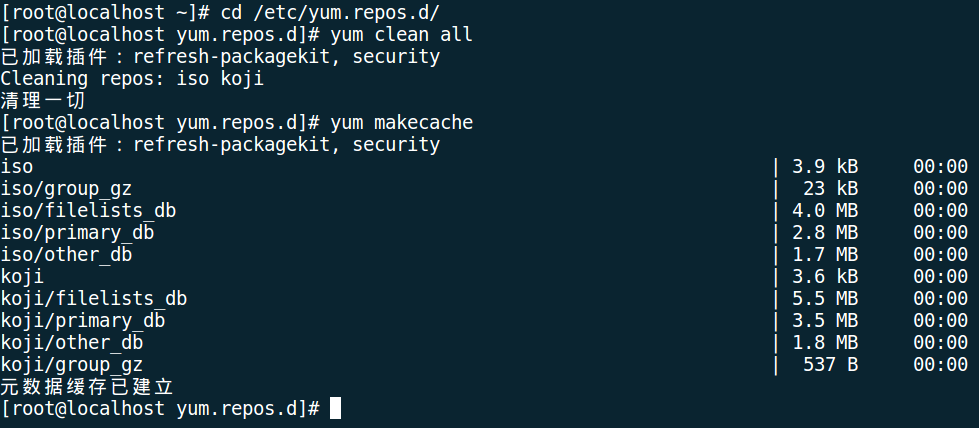 [root@localhost ~]# cd /etc/yum.repos.d/
[root@localhost yum.repos.d]# yum clean all
已加载插件：refresh-packagekit, security
Cleaning repos: iso koji
清理一切
[root@localhost yum.repos.d]# yum makecache
已加载插件：refresh-packagekit, security
iso | 3.9 kB 00:00
iso/group_gz | 23 kB 00:00
iso/filelists_db | 4.0 MB 00:00
iso/primary_db | 2.8 MB 00:00
iso/other_db | 1.7 MB 00:00
koji | 3.6 kB 00:00
koji/filelists_db | 5.5 MB 00:00
koji/primary_db | 3.5 MB 00:00
koji/other_db | 1.8 MB 00:00
koji/group_gz | 537 B 00:00
元数据缓存已建立
[root@localhost yum.repos.d]#